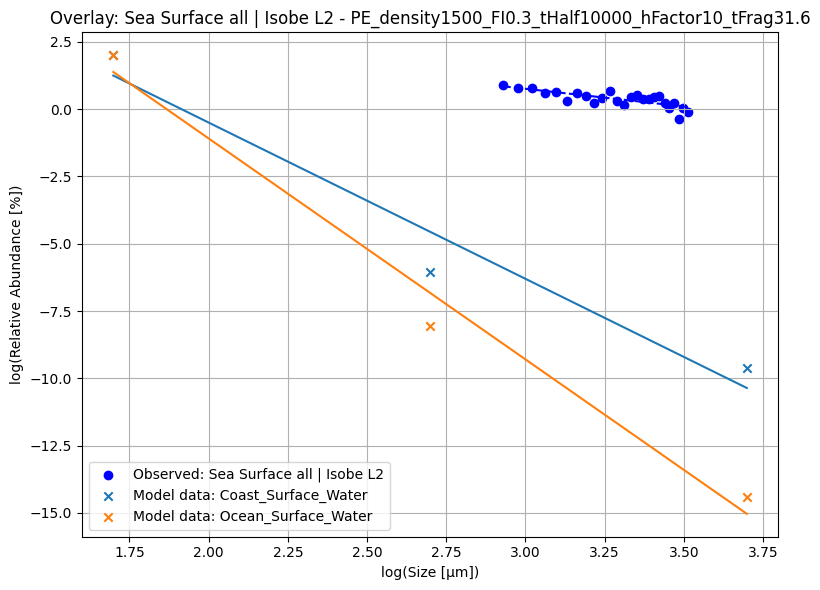 Overlay: Sea Surface all | Isobe L2 - PE_density1500_FI0.3_tHalf10000_hFactor10_tFrag31.6
log(Relative Abundance [%])
2.5
0.0
−2.5
−5.0
−7.5
−10.0
−12.5
−15.0
Observed: Sea Surface all | Isobe L2
Model data: Coast_Surface_Water
Model data: Ocean_Surface_Water
1.75 2.00 2.25 2.50 2.75 3.00 3.25 3.50 3.75
log(Size [μm])